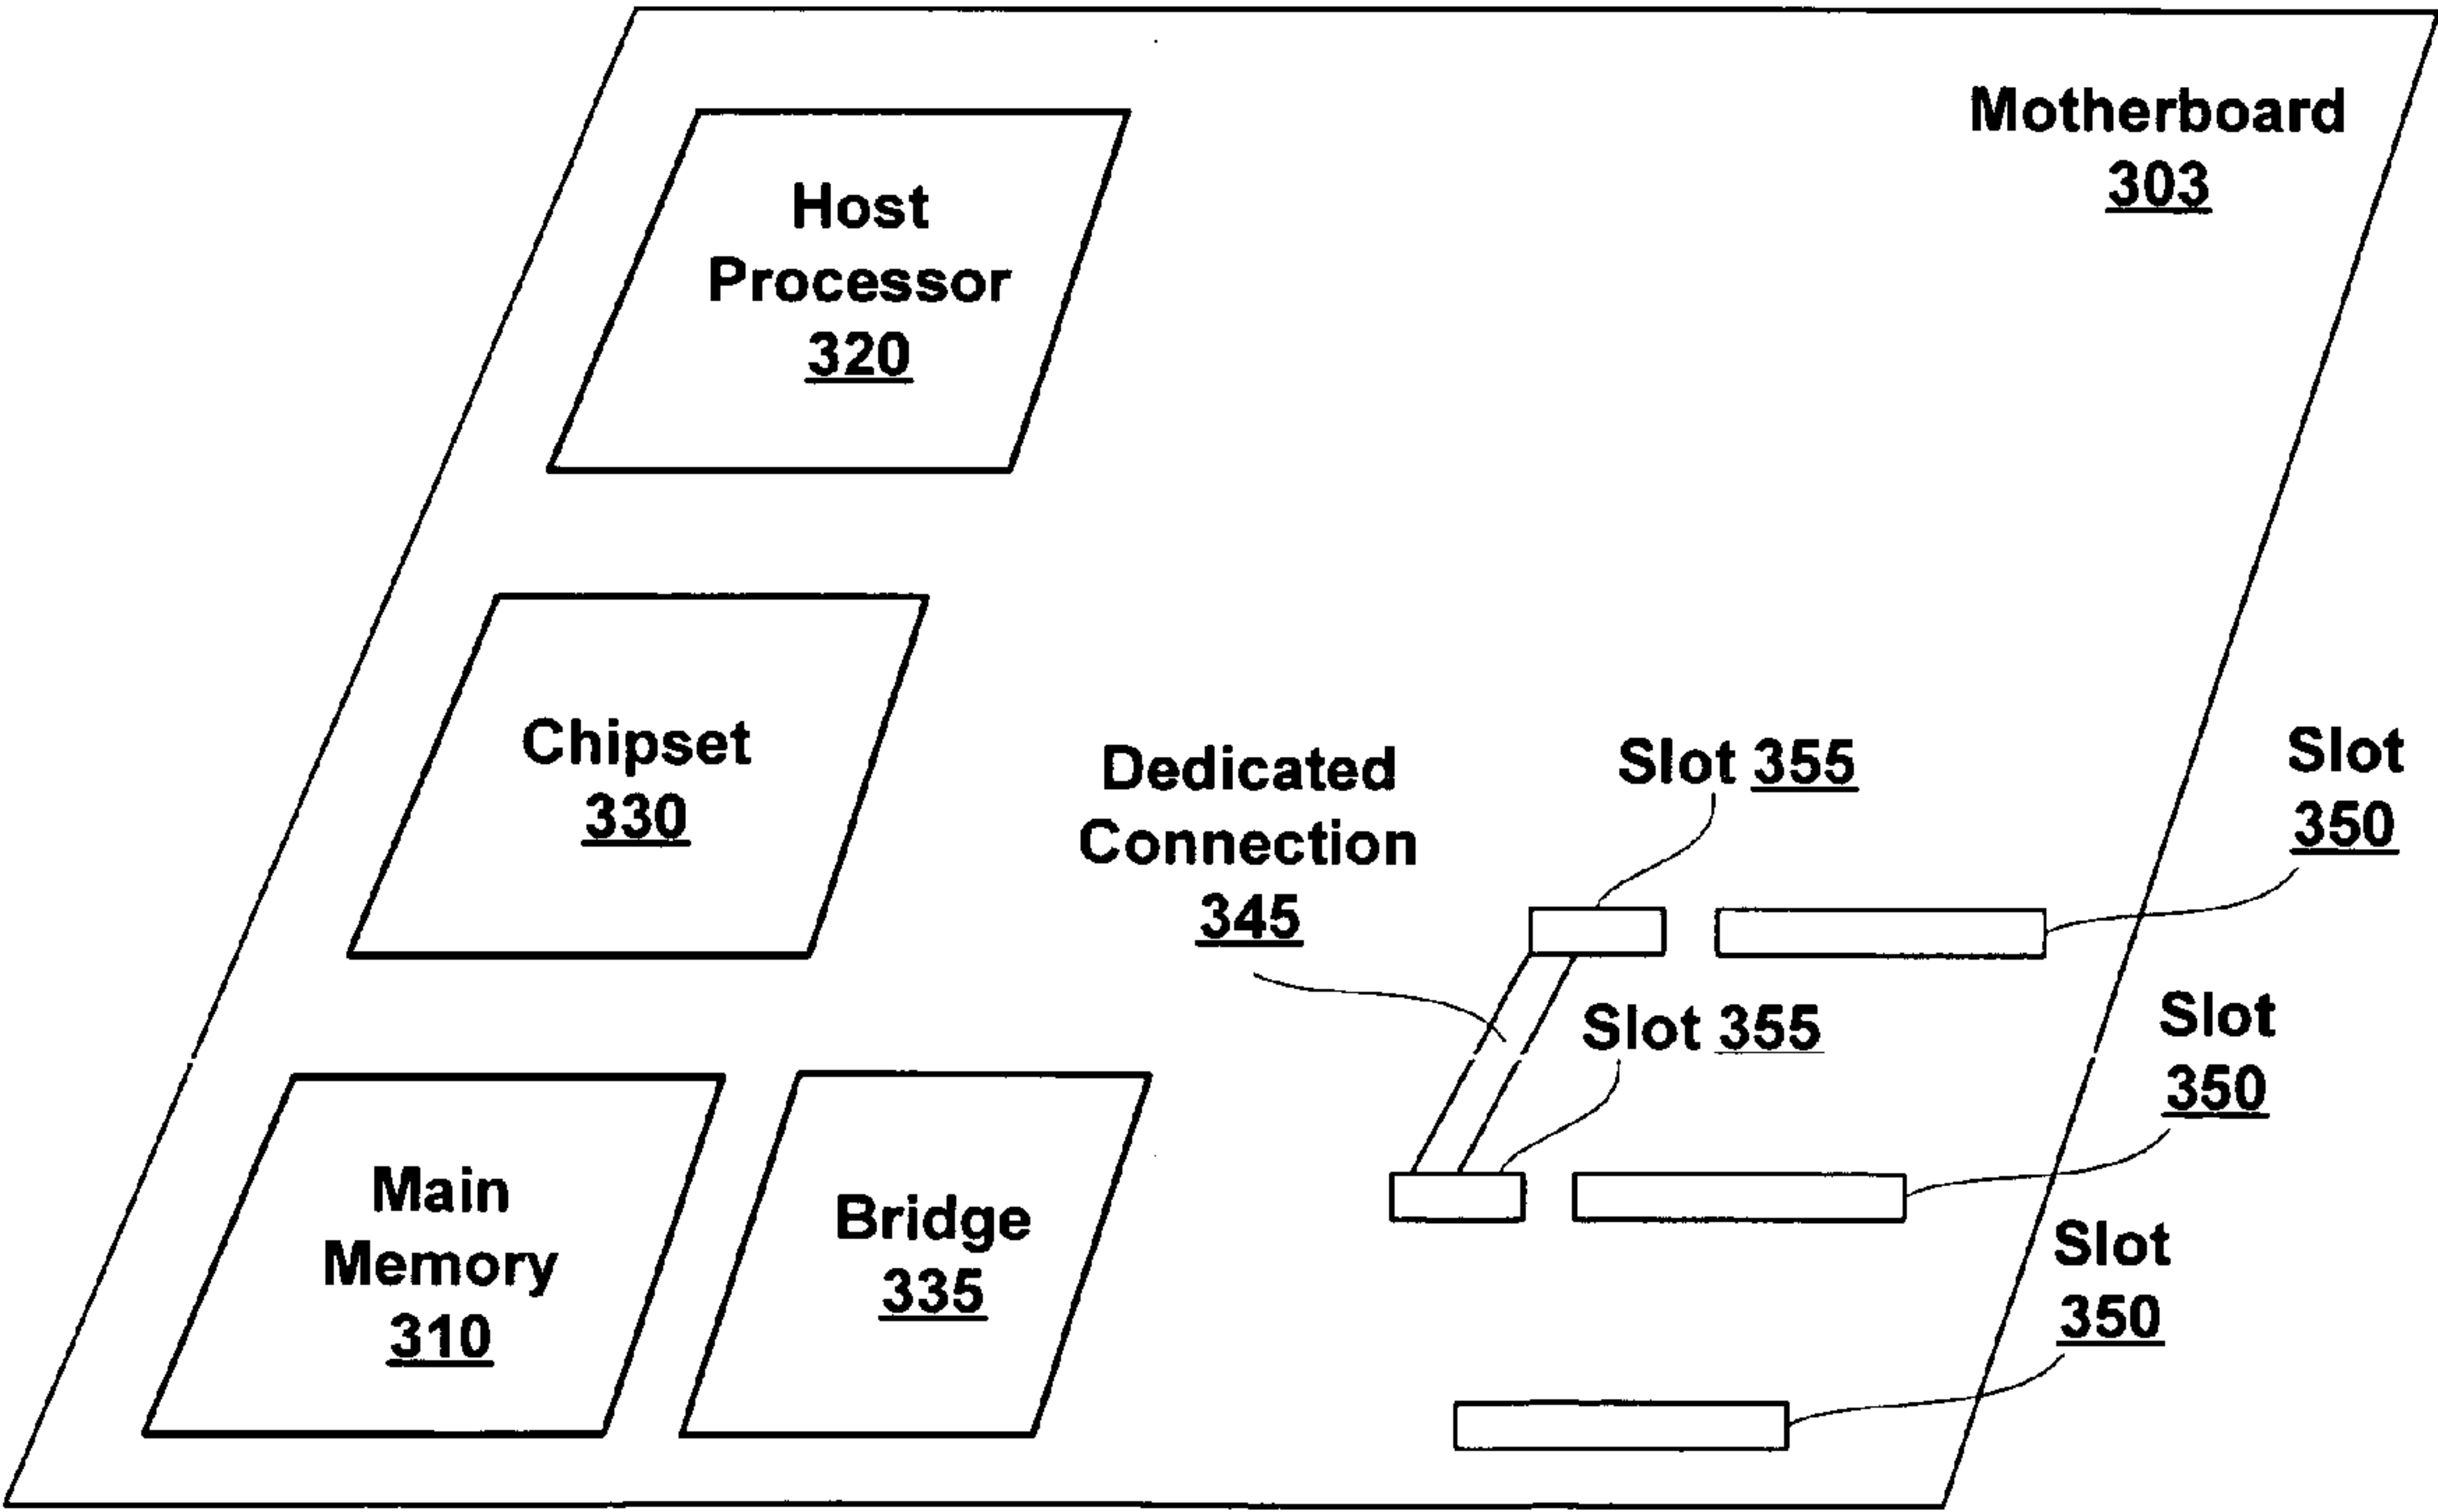 Motherboard
303
Host
Processor
320
Chipset
330
Dedicated
Connection
345
Slot 355
Slot
350
Slot 355
Slot
350
Main
Memory
310
Bridge
335
Slot
350